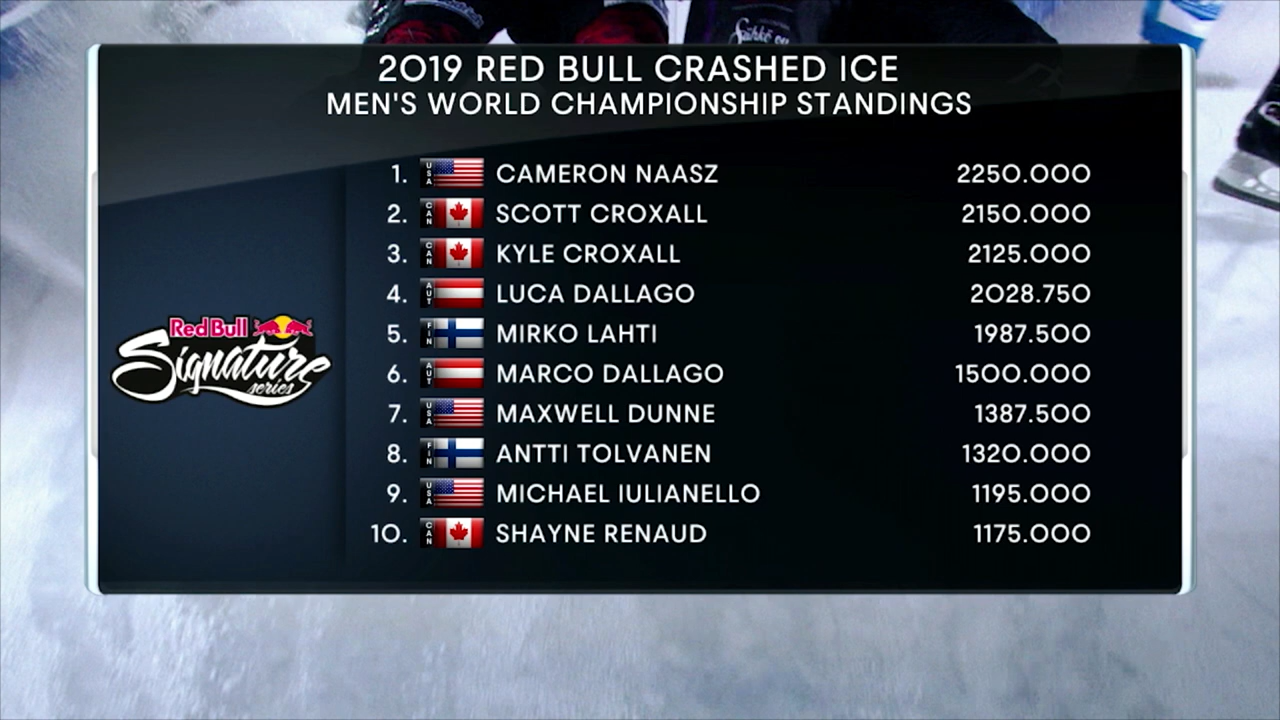 2019 RED BULL CRASHED ICE
MEN'S WORLD CHAMPIONSHIP STANDINGS
1. USA CAMERON NAASZ 2250.000
2. CAN SCOTT CROXALL 2150.000
3. CAN KYLE CROXALL 2125.000
4. AUT LUCA DALLAGO 2028.750
5. FIN MIRKO LAHTI 1987.500
6. AUT MARCO DALLAGO 1500.000
7. USA MAXWELL DUNNE 1387.500
8. FIN ANTTI TOLVANEN 1320.000
9. USA MICHAEL IULIANELLO 1195.000
10. CAN SHAYNE RENAUD 1175.000
Red Bull
Signature
series